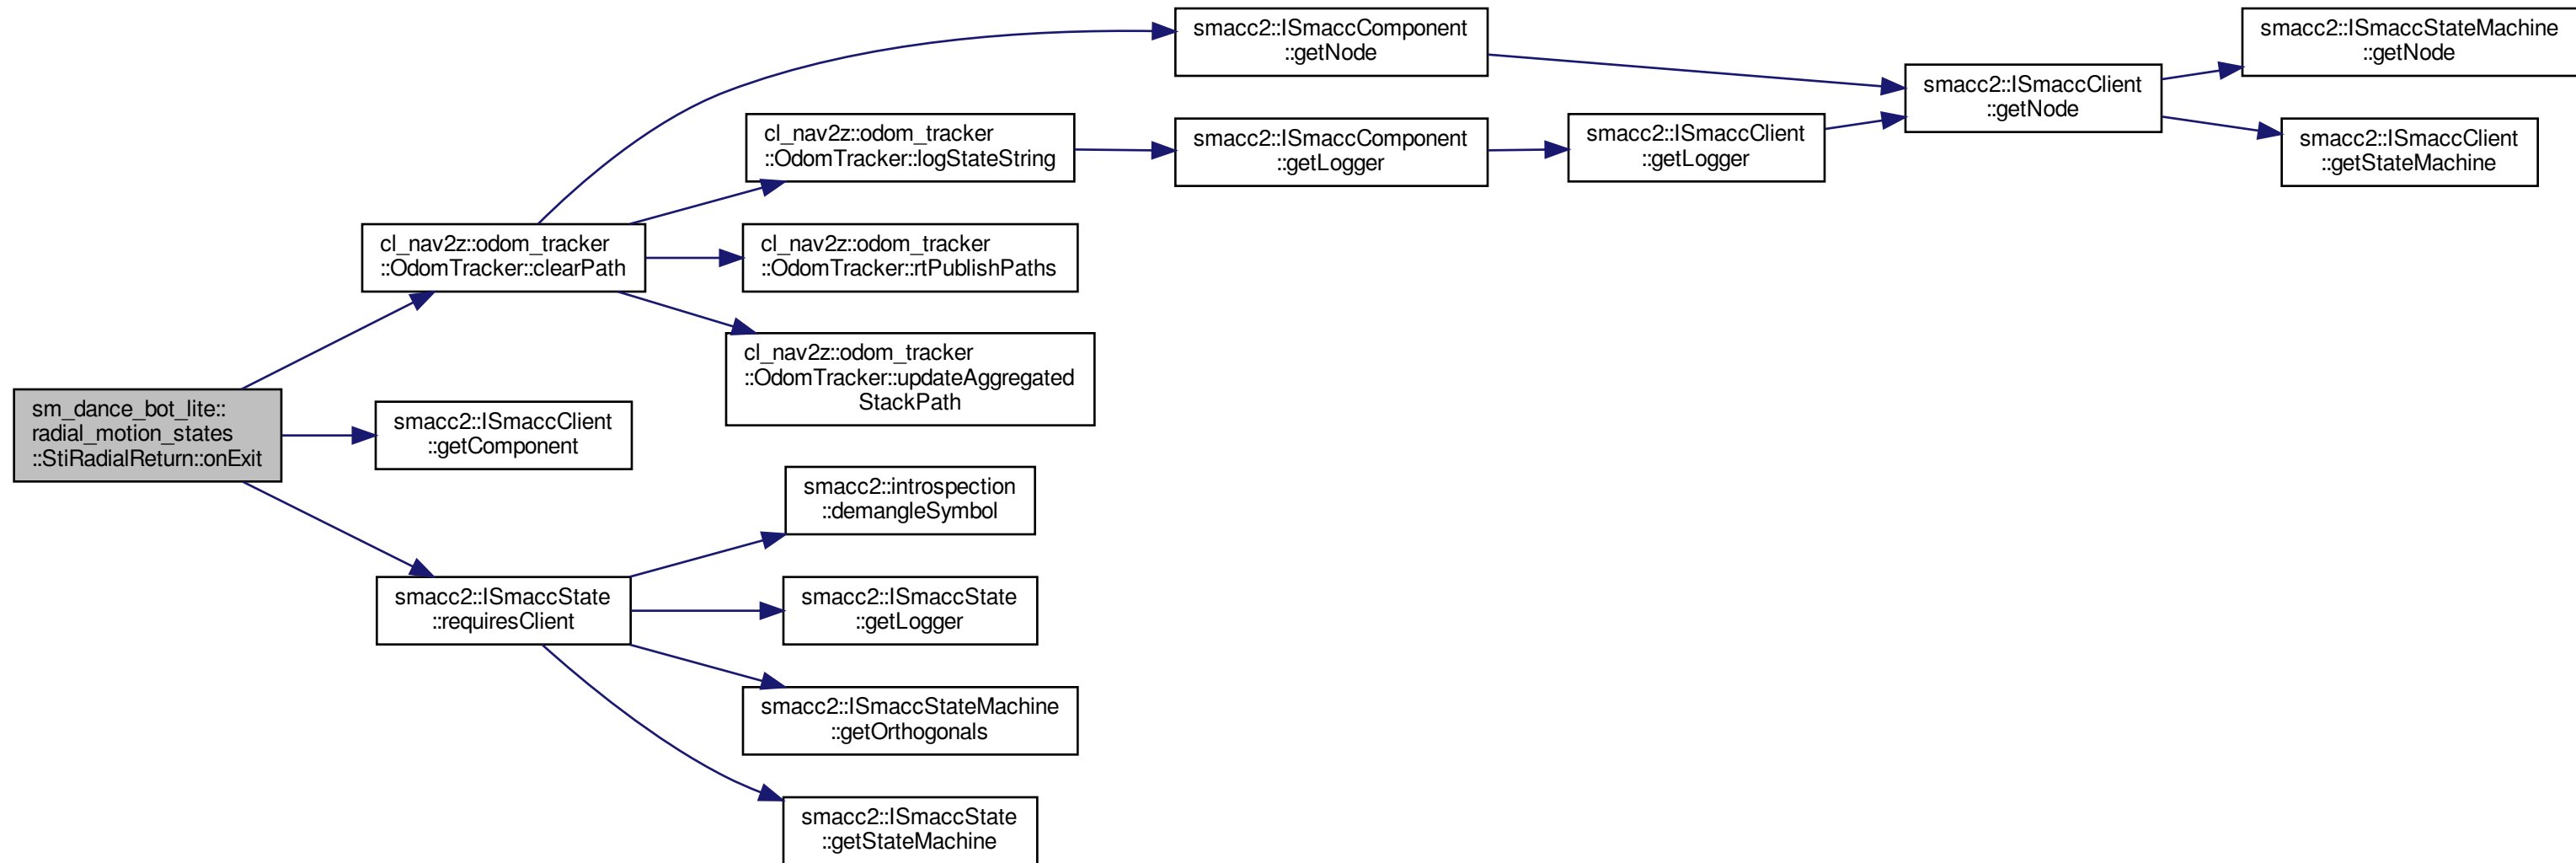 sm_dance_bot_lite::
radial_motion_states
::StiRadialReturn::onExit
cl_nav2z::odom_tracker
::OdomTracker::clearPath
smacc2::ISmaccClient
::getComponent
smacc2::ISmaccState
::requiresClient
cl_nav2z::odom_tracker
::OdomTracker::logStateString
cl_nav2z::odom_tracker
::OdomTracker::rtPublishPaths
cl_nav2z::odom_tracker
::OdomTracker::updateAggregated
StackPath
smacc2::introspection
::demangleSymbol
smacc2::ISmaccState
::getLogger
smacc2::ISmaccStateMachine
::getOrthogonals
smacc2::ISmaccState
::getStateMachine
smacc2::ISmaccComponent
::getNode
smacc2::ISmaccComponent
::getLogger
smacc2::ISmaccClient
::getLogger
smacc2::ISmaccClient
::getNode
smacc2::ISmaccStateMachine
::getNode
smacc2::ISmaccClient
::getStateMachine